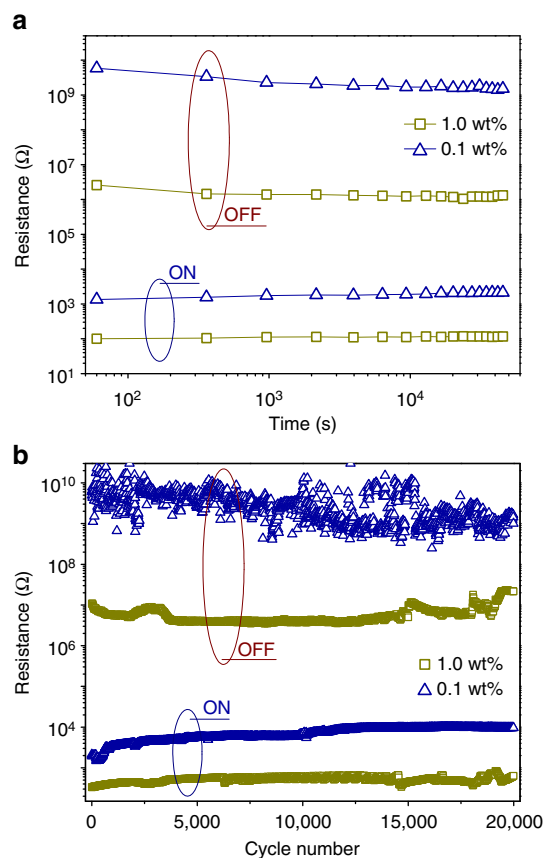 a
10⁹
10⁷
10⁵
10³
10¹
Resistance (Ω)
1.0 wt%
0.1 wt%
OFF
ON
10²
10³
10⁴
Time (s)
b
10¹⁰
10⁸
10⁶
10⁴
Resistance (Ω)
OFF
1.0 wt%
0.1 wt%
ON
0
5,000
10,000
15,000
20,000
Cycle number